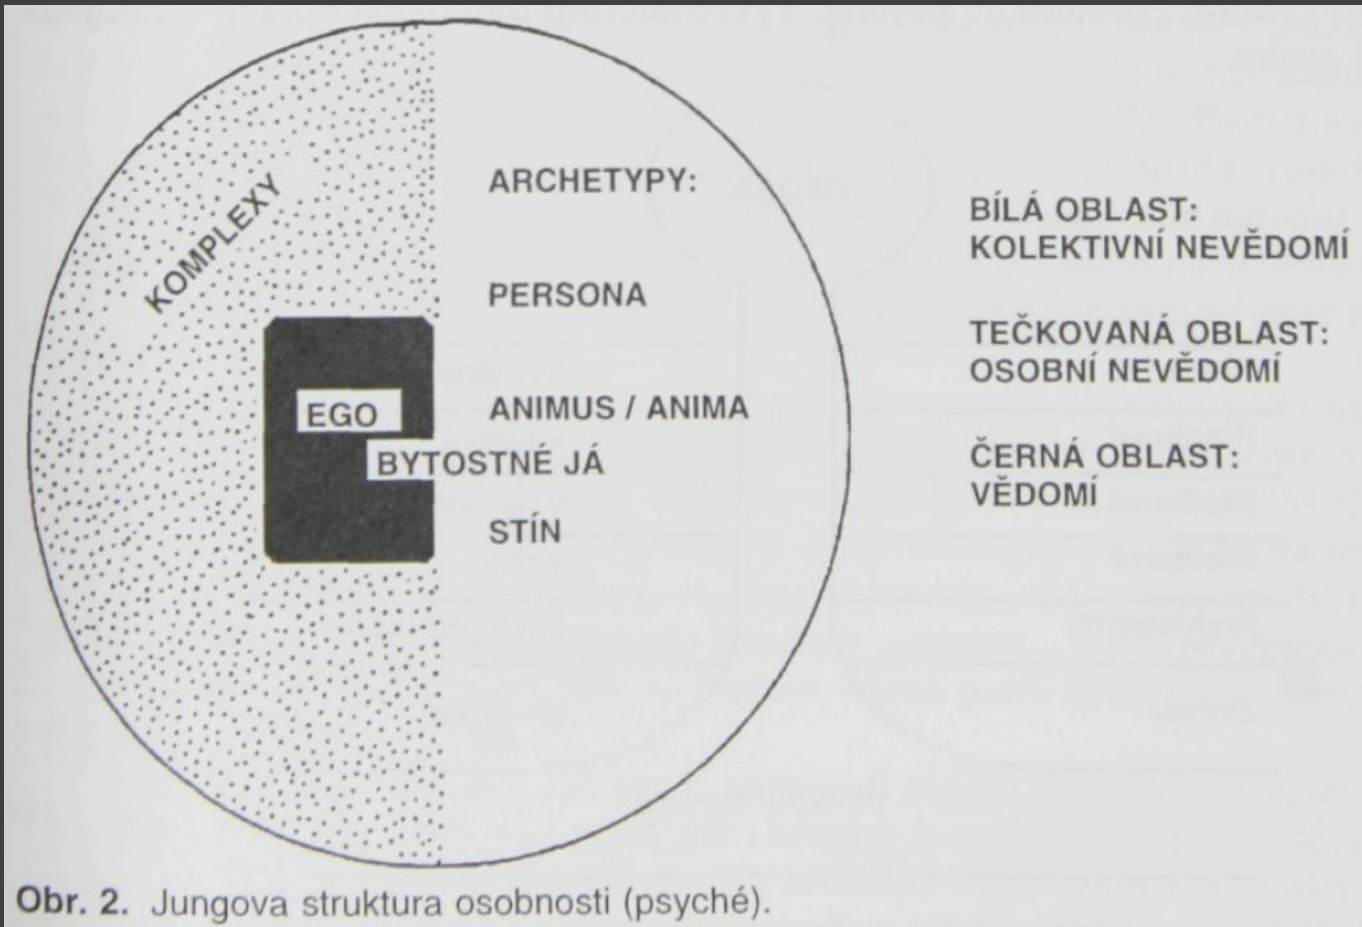 KOMPLEXY
EGO
ARCHETYPY:
PERSONA
ANIMUS / ANIMA
BYTOSTNÉ JÁ
STÍN
BÍLÁ OBLAST:
KOLEKTIVNÍ NEVĚDOMÍ
TEČKOVANÁ OBLAST:
OSOBNÍ NEVĚDOMÍ
ČERNÁ OBLAST:
VĚDOMÍ
Obr. 2. Jungova struktura osobnosti (psyché).